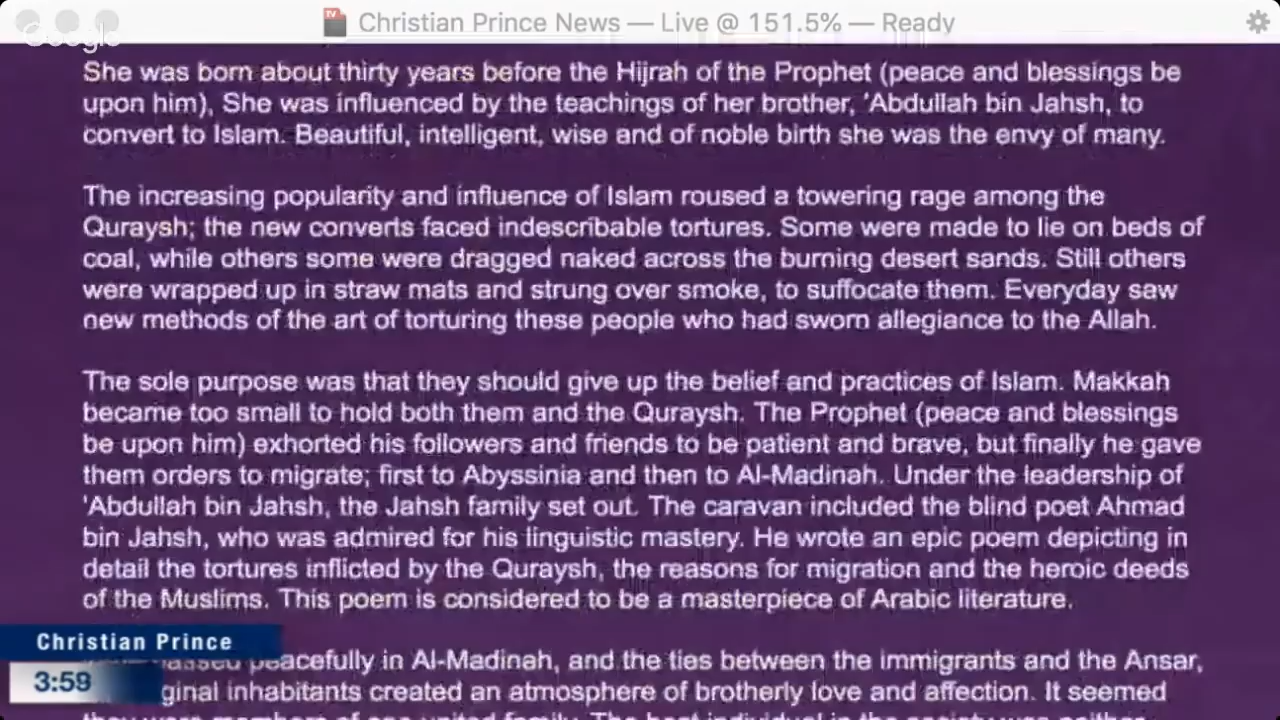 Christian Prince News — Live @ 151.5% — Ready
Google
She was born about thirty years before the Hijrah of the Prophet (peace and blessings be
upon him), She was influenced by the teachings of her brother, 'Abdullah bin Jahsh, to
convert to Islam. Beautiful, intelligent, wise and of noble birth she was the envy of many.
The increasing popularity and influence of Islam roused a towering rage among the
Quraysh; the new converts faced indescribable tortures. Some were made to lie on beds of
coal, while others some were dragged naked across the burning desert sands. Still others
were wrapped up in straw mats and strung over smoke, to suffocate them. Everyday saw
new methods of the art of torturing these people who had sworn allegiance to the Allah.
The sole purpose was that they should give up the belief and practices of Islam. Makkah
became too small to hold both them and the Quraysh. The Prophet (peace and blessings
be upon him) exhorted his followers and friends to be patient and brave, but finally he gave
them orders to migrate; first to Abyssinia and then to Al-Madinah. Under the leadership of
'Abdullah bin Jahsh, the Jahsh family set out. The caravan included the blind poet Ahmad
bin Jahsh, who was admired for his linguistic mastery. He wrote an epic poem depicting in
detail the tortures inflicted by the Quraysh, the reasons for migration and the heroic deeds
of the Muslims. This poem is considered to be a masterpiece of Arabic literature.
Christian Prince
peacefully in Al-Madinah, and the ties between the immigrants and the Ansar,
3:59
inhabitants created an atmosphere of brotherly love and affection. It seemed